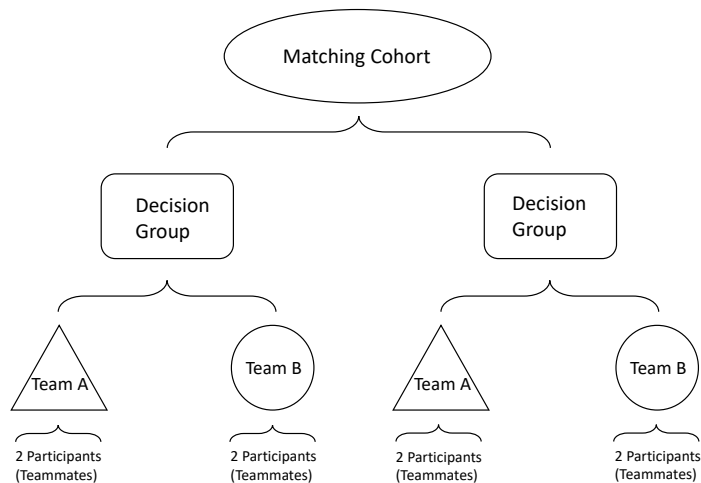 Matching Cohort
Decision
Group
Decision
Group
Team A
Team B
Team A
Team B
2 Participants
(Teammates)
2 Participants
(Teammates)
2 Participants
(Teammates)
2 Participants
(Teammates)